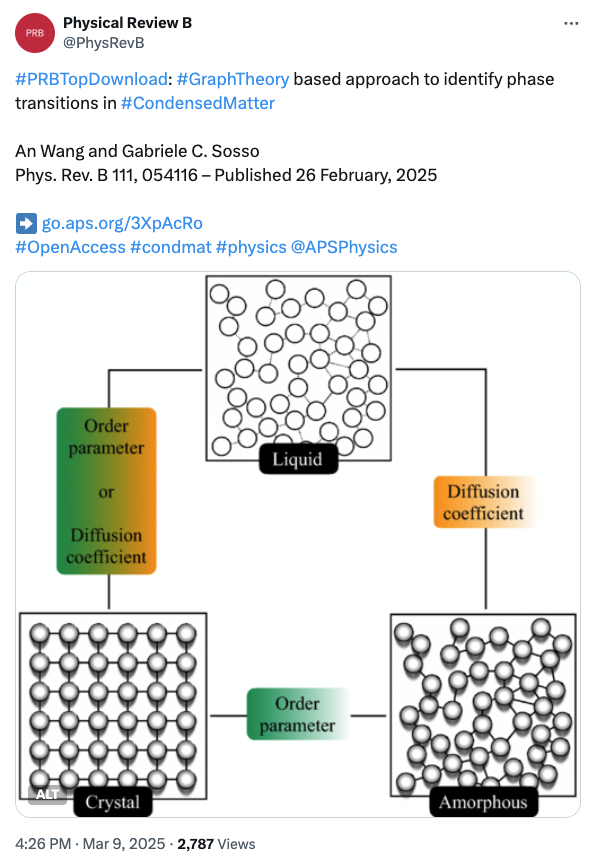 PRB
Physical Review B
@PhysRevB
#PRBTopDownload: #GraphTheory based approach to identify phase
transitions in #CondensedMatter
An Wang and Gabriele C. Sosso
Phys. Rev. B 111, 054116 – Published 26 February, 2025
➡️ go.aps.org/3XpAcRo
#OpenAccess #condmat #physics @APSPhysics
Liquid
Order
parameter
or
Diffusion
coefficient
Diffusion
coefficient
Order
parameter
ALT
Crystal
Amorphous
4:26 PM · Mar 9, 2025 · 2,787 Views